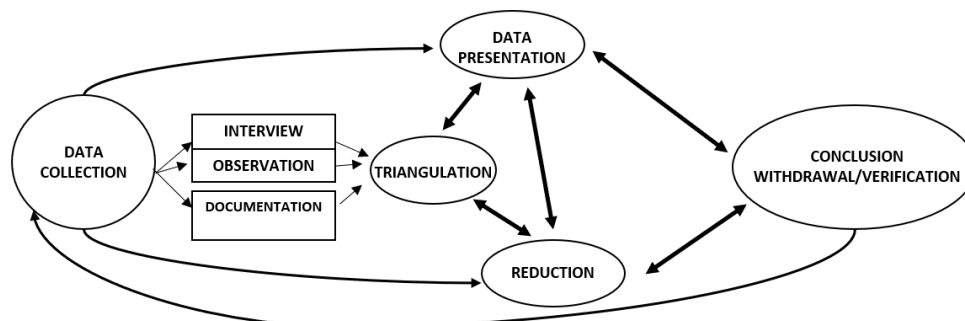 DATA
PRESENTATION
DATA
COLLECTION
INTERVIEW
OBSERVATION
DOCUMENTATION
TRIANGULATION
CONCLUSION
WITHDRAWAL/VERIFICATION
REDUCTION